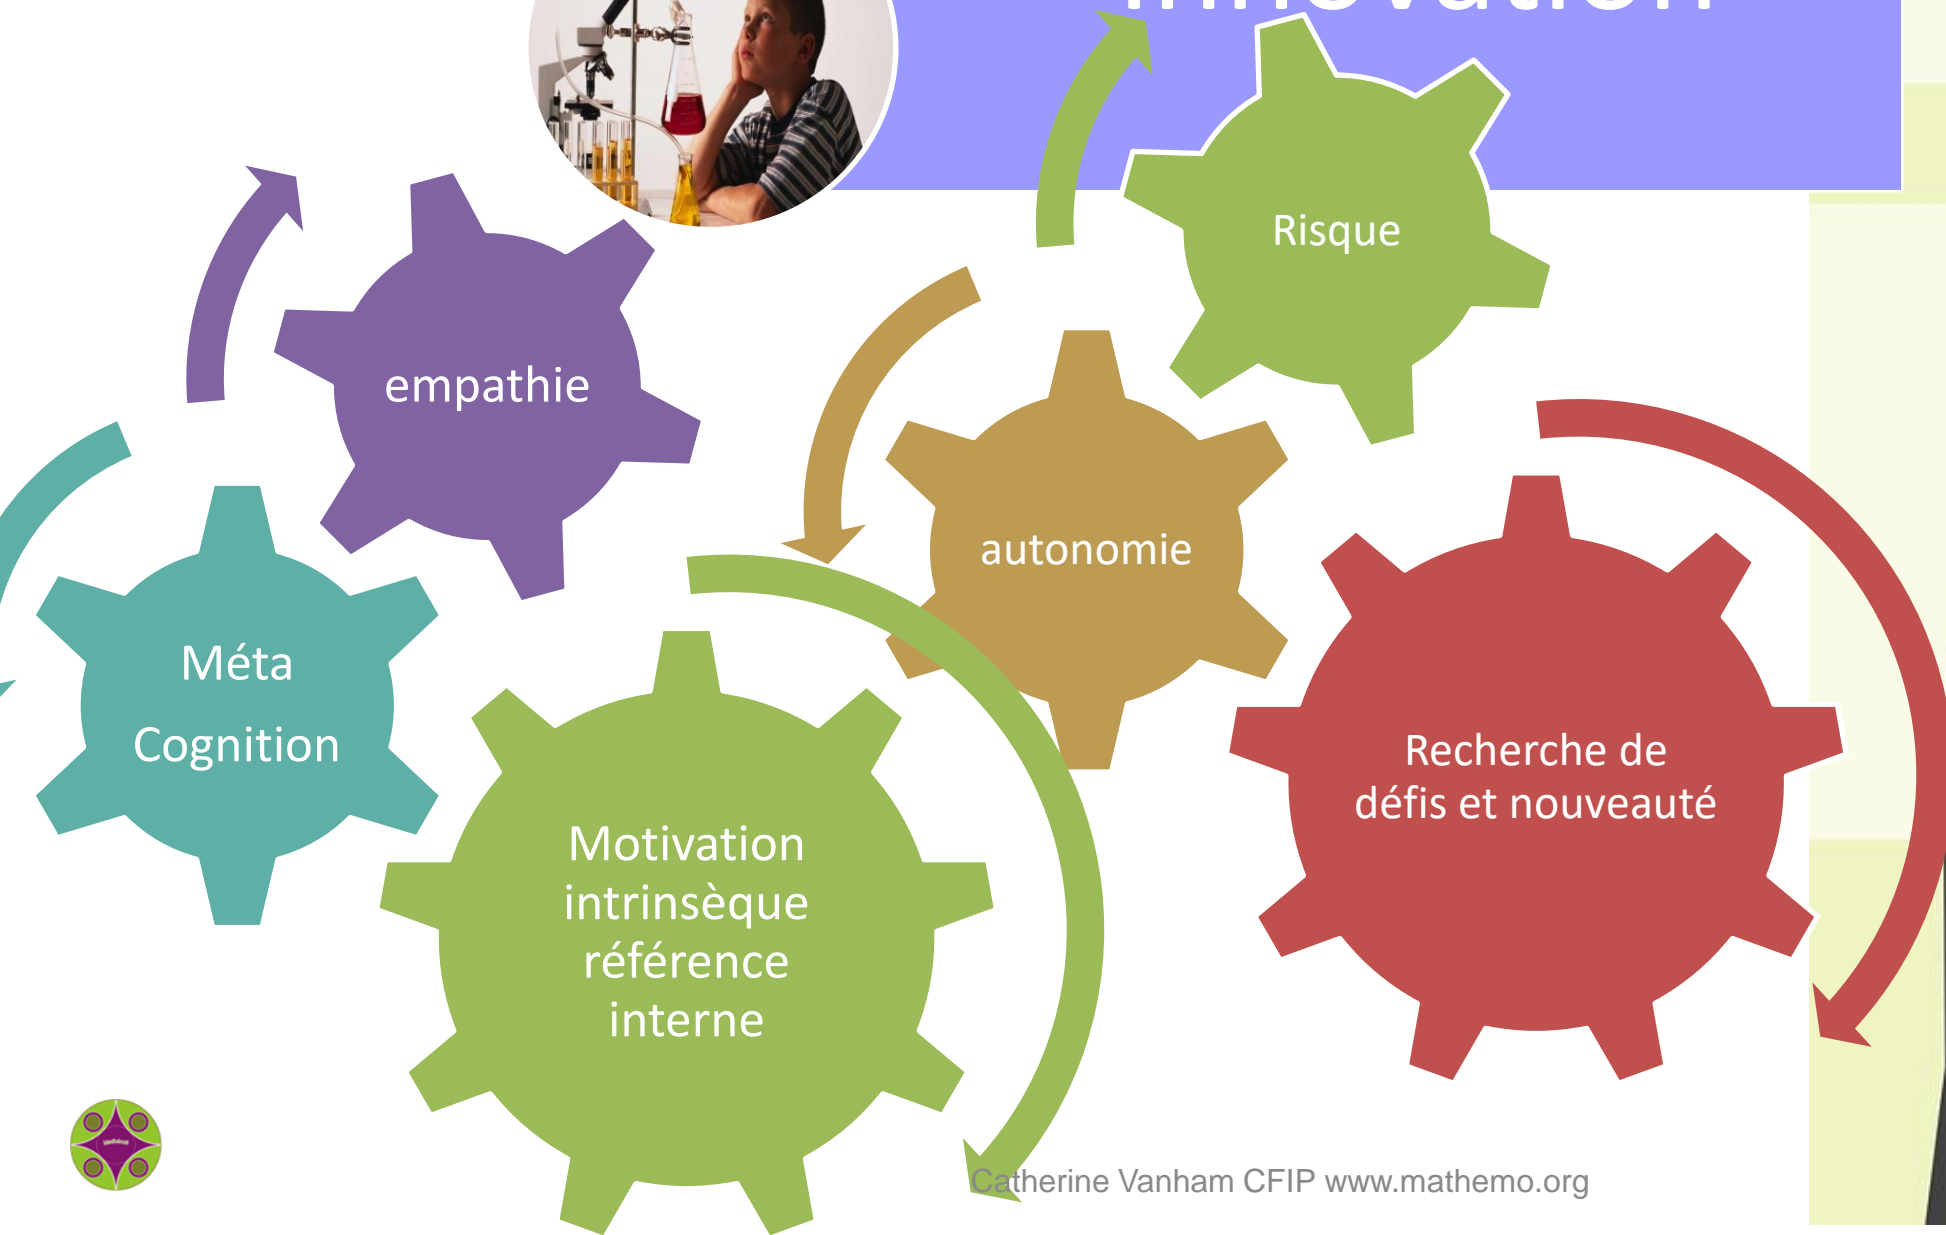 innovation
Risque
empathie
autonomie
Méta
Cognition
Recherche de
défis et nouveauté
Motivation
intrinsèque
référence
interne
Catherine Vanham CFIP www.mathemo.org